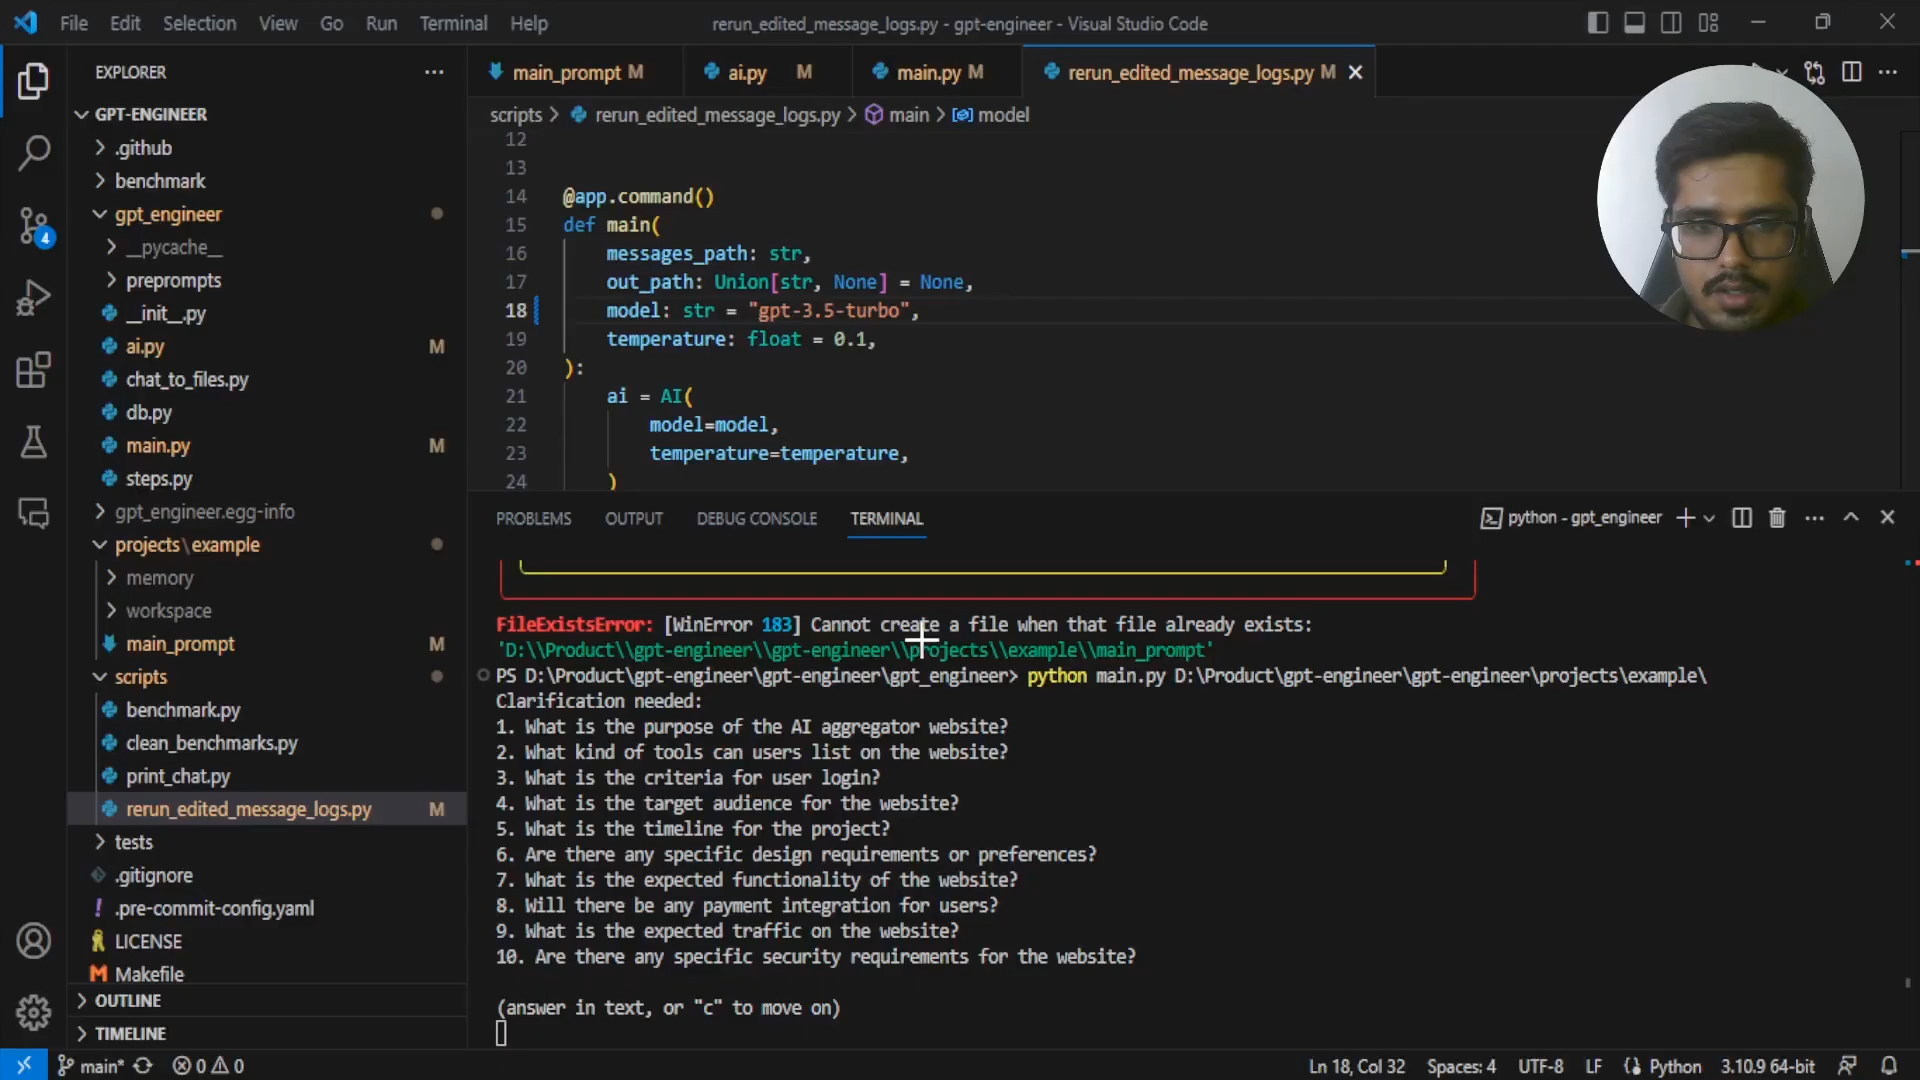 File Edit Selection View Go Run Terminal Help
rerun_edited_message_logs.py - gpt-engineer - Visual Studio Code
EXPLORER
GPT-ENGINEER
.github
benchmark
gpt_engineer
__pycache__
preprompts
__init__.py
ai.py M
chat_to_files.py
db.py
main.py M
steps.py
gpt_engineer.egg-info
projects\example
memory
workspace
main_prompt M
scripts
benchmark.py
clean_benchmarks.py
print_chat.py
rerun_edited_message_logs.py M
tests
.gitignore
.pre-commit-config.yaml
LICENSE
Makefile
OUTLINE
TIMELINE
4
main_prompt M ai.py M main.py M rerun_edited_message_logs.py M
scripts > rerun_edited_message_logs.py > main > model
12
13
14 @app.command()
15 def main(
16 messages_path: str,
17 out_path: Union[str, None] = None,
18 model: str = "gpt-3.5-turbo",
19 temperature: float = 0.1,
20 ):
21 ai = AI(
22 model=model,
23 temperature=temperature,
24 )
PROBLEMS OUTPUT DEBUG CONSOLE TERMINAL
python - gpt_engineer
FileExistsError: [WinError 183] Cannot create a file when that file already exists:
'D:\\Product\\gpt-engineer\\gpt-engineer\\projects\\example\\main_prompt'
PS D:\Product\gpt-engineer\gpt-engineer\gpt_engineer> python main.py D:\Product\gpt-engineer\gpt-engineer\projects\example\
Clarification needed:
1. What is the purpose of the AI aggregator website?
2. What kind of tools can users list on the website?
3. What is the criteria for user login?
4. What is the target audience for the website?
5. What is the timeline for the project?
6. Are there any specific design requirements or preferences?
7. What is the expected functionality of the website?
8. Will there be any payment integration for users?
9. What is the expected traffic on the website?
10. Are there any specific security requirements for the website?
(answer in text, or "c" to move on)
main* 0 0
Ln 18, Col 32 Spaces: 4 UTF-8 LF Python 3.10.9 64-bit